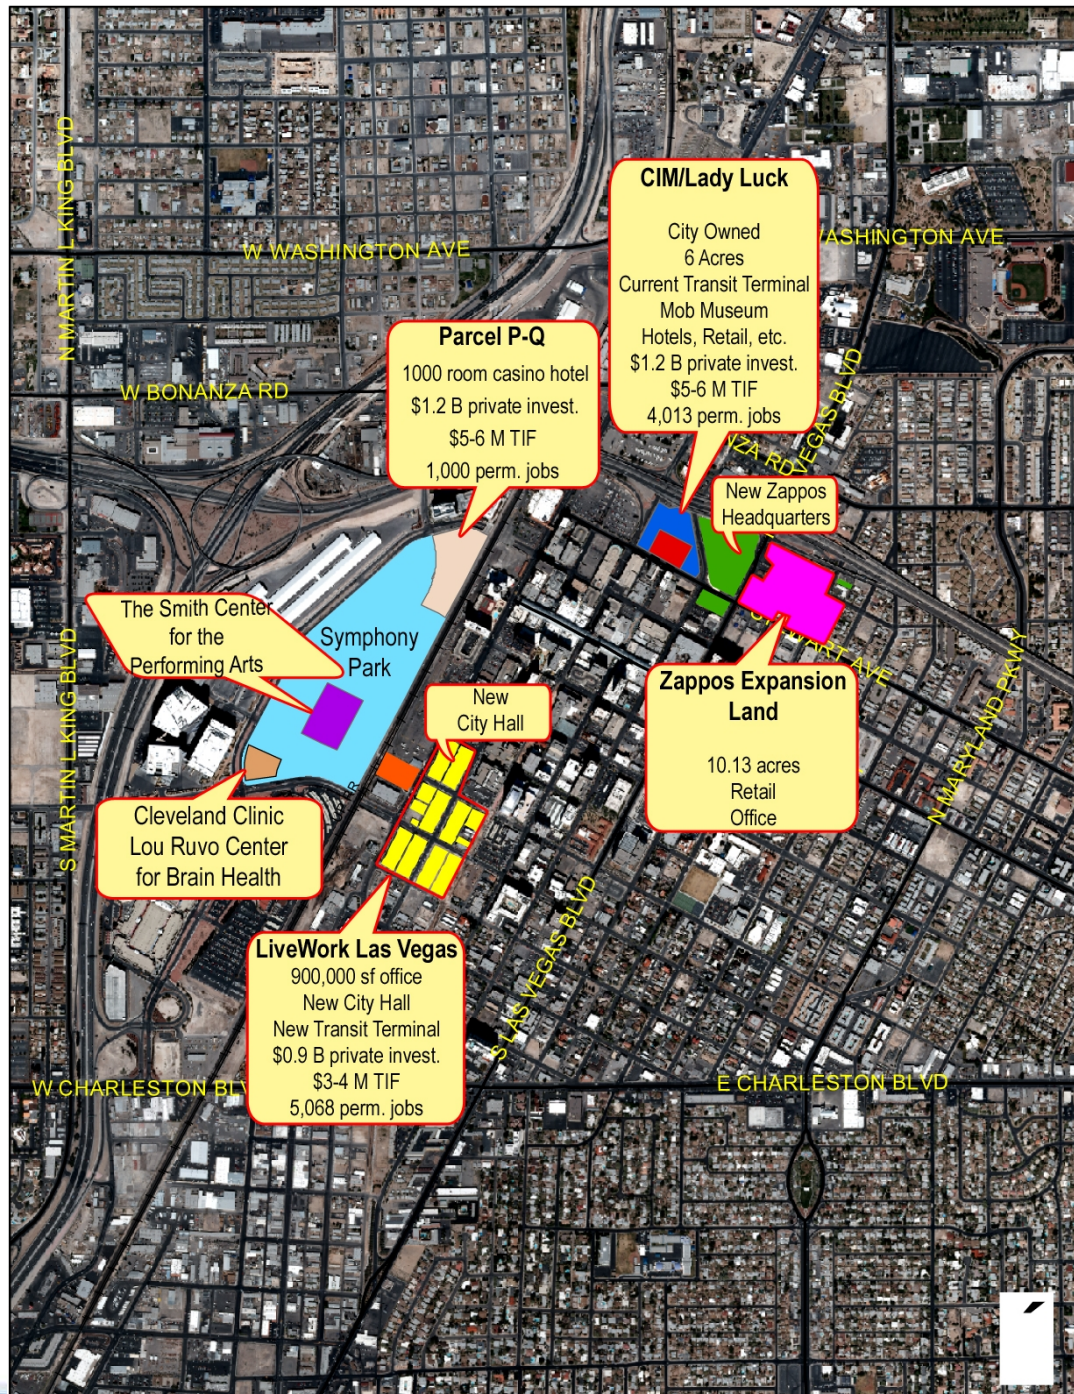 N MARTIN L KING BLVD
W WASHINGTON AVE
CIM/Lady Luck
City Owned
6 Acres
Current Transit Terminal
Mob Museum
Hotels, Retail, etc.
$1.2 B private invest.
$5-6 M TIF
4,013 perm. jobs
ASHINGTON AVE
Parcel P-Q
1000 room casino hotel
$1.2 B private invest.
$5-6 M TIF
1,000 perm. jobs
W BONANZA RD
NZA RD
VEGAS BLVD
New Zappos
Headquarters
The Smith Center
for the
Performing Arts
Symphony
Park
New
City Hall
Zappos Expansion
Land
10.13 acres
Retail
Office
ART AVE
N MARYLAND PKWY
S MARTIN L KING BLVD
Cleveland Clinic
Lou Ruvo Center
for Brain Health
LiveWork Las Vegas
900,000 sf office
New City Hall
New Transit Terminal
$0.9 B private invest.
$3-4 M TIF
5,068 perm. jobs
S LAS VEGAS BLVD
W CHARLESTON BLV
E CHARLESTON BLVD